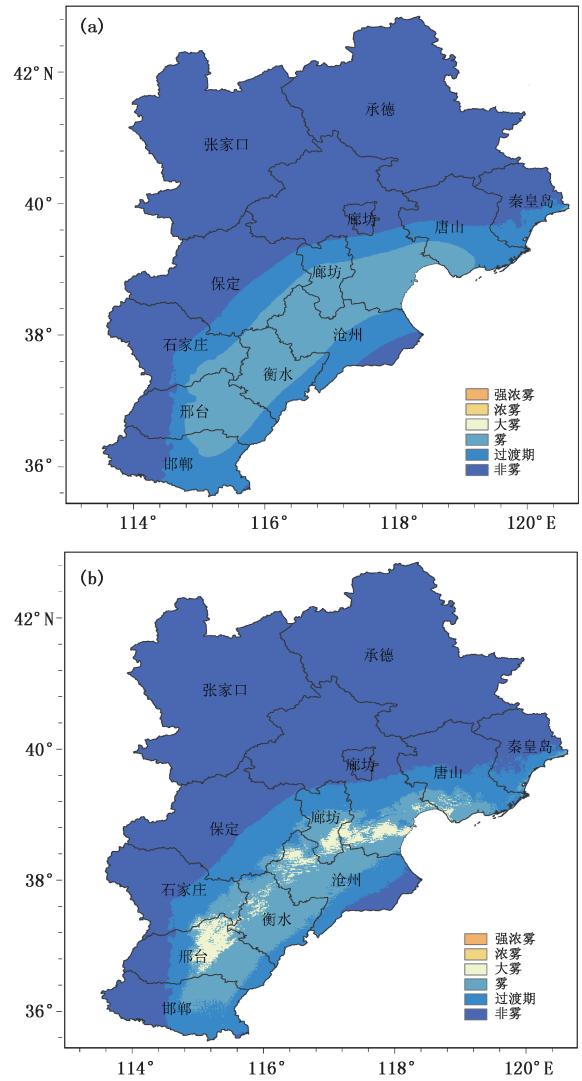 (a)
42°N
承德
张家口
40°
秦皇岛
廊坊
唐山
廊坊
保定
38°
沧州
石家庄
衡水
邢台
36°
邯郸
强浓雾
浓雾
大雾
雾
过渡期
非雾
114° 116° 118° 120°E
(b)
42°N
承德
张家口
40°
秦皇岛
廊坊
唐山
廊坊
保定
38°
沧州
石家庄
衡水
邢台
36°
邯郸
强浓雾
浓雾
大雾
雾
过渡期
非雾
114° 116° 118° 120°E